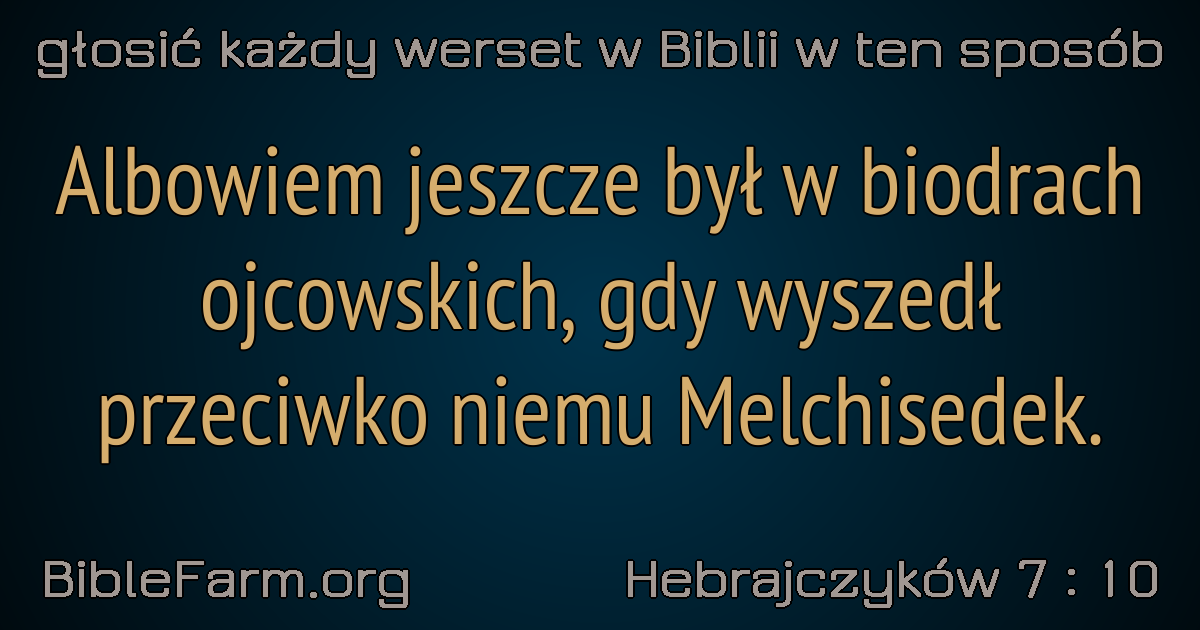 głosić każdy werset w Biblii w ten sposób
Albowiem jeszcze był w biodrach
ojcowskich, gdy wyszedł
przeciwko niemu Melchisedek.
BibleFarm.org
Hebrajczyków 7 : 10